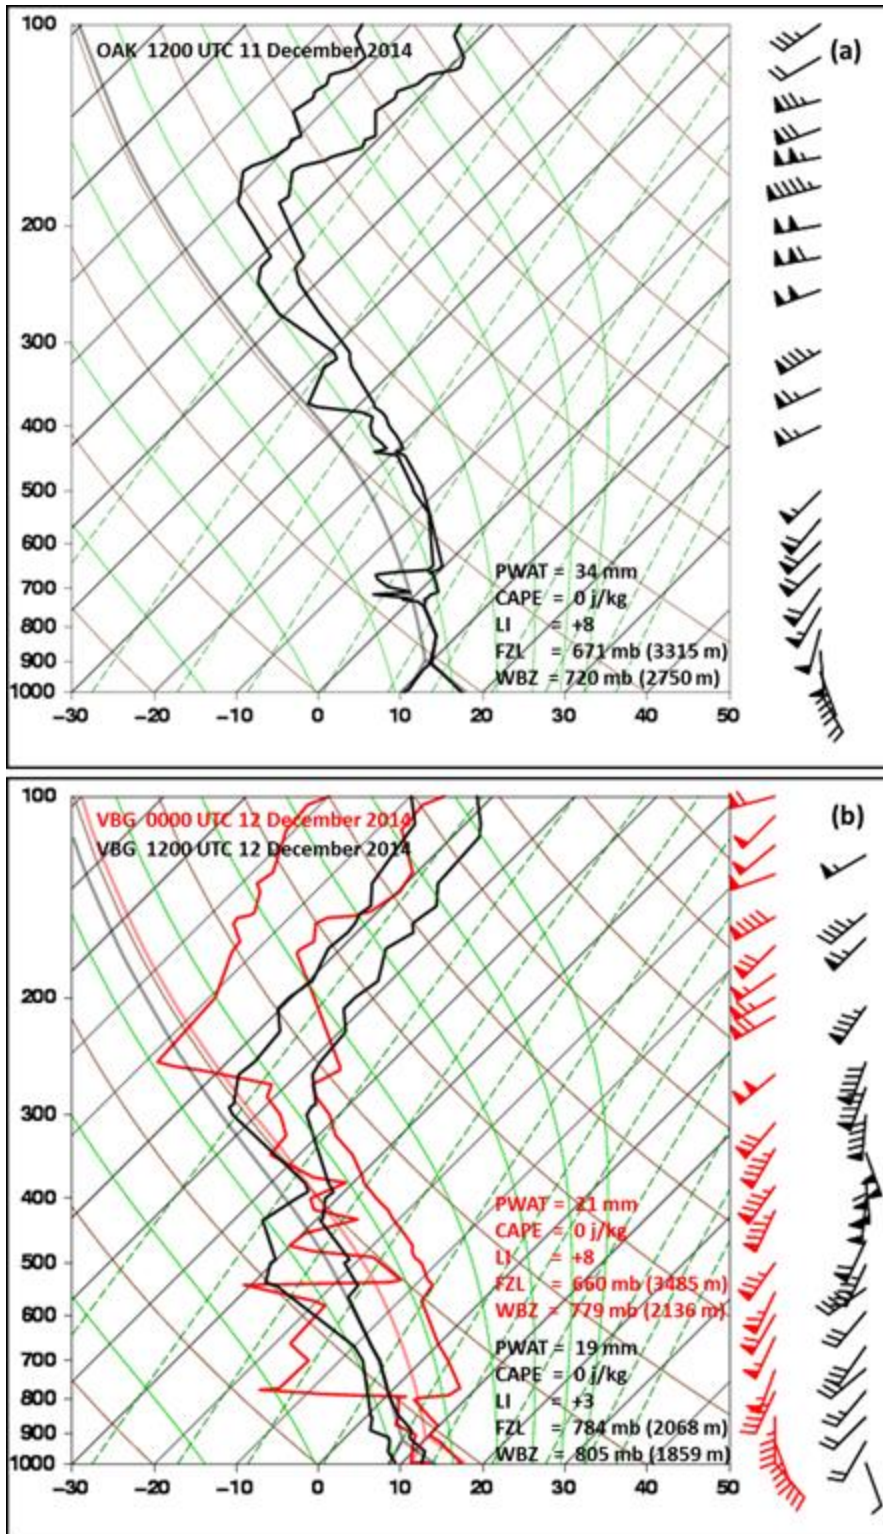 100
OAK 1200 UTC 11 December 2014
(a)
200
300
400
500
600
700
800
900
1000
PWAT = 34 mm
CAPE = 0 j/kg
LI = +8
FZL = 671 mb (3315 m)
WBZ = 720 mb (2750 m)
−30 −20 −10 0 10 20 30 40 50
100
VBG 0000 UTC 12 December 2014
VBG 1200 UTC 12 December 2014
(b)
200
300
400
500
600
700
800
900
1000
PWAT = 21 mm
CAPE = 0 j/kg
LI = +8
FZL = 660 mb (3485 m)
WBZ = 779 mb (2136 m)
PWAT = 19 mm
CAPE = 0 j/kg
LI = +3
FZL = 784 mb (2068 m)
WBZ = 805 mb (1859 m)
−30 −20 −10 0 10 20 30 40 50